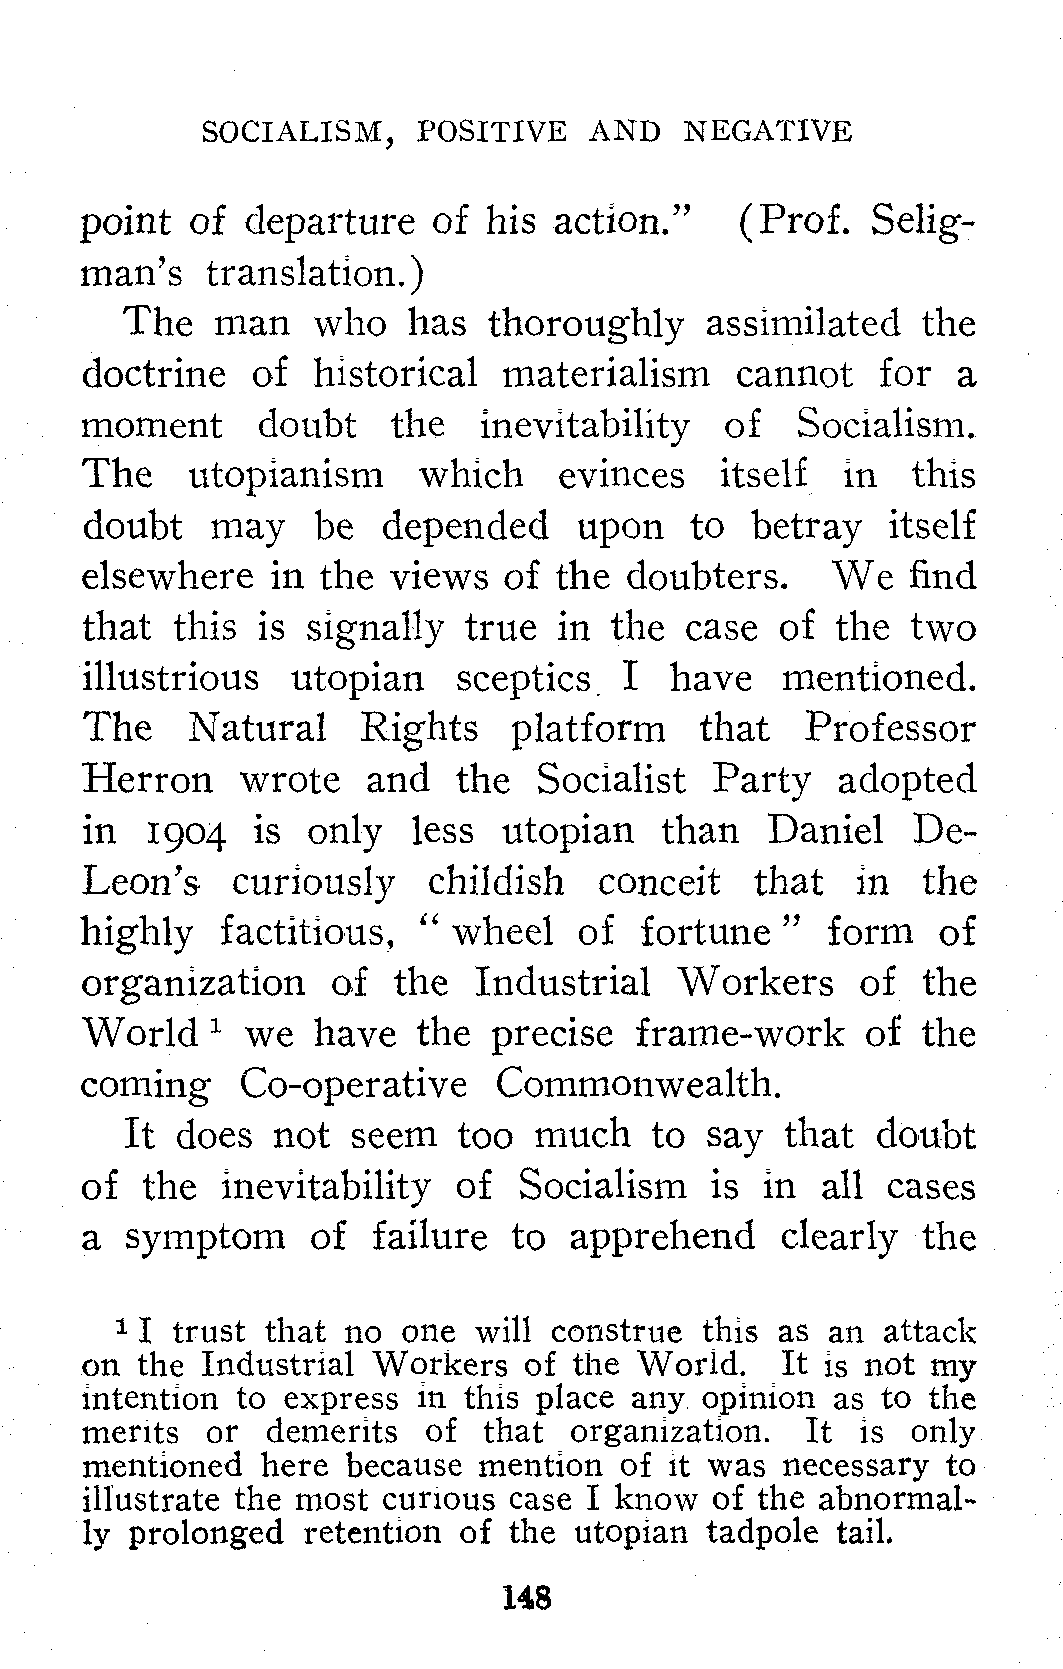 SOCIALISM, POSITIVE AND NEGATIVE
point of departure of his action.” (Prof. Selig-
man’s translation.)
The man who has thoroughly assimilated the
doctrine of historical materialism cannot for a
moment doubt the inevitability of Socialism.
The utopianism which evinces itself in this
doubt may be depended upon to betray itself
elsewhere in the views of the doubters. We find
that this is signally true in the case of the two
illustrious utopian sceptics I have mentioned.
The Natural Rights platform that Professor
Herron wrote and the Socialist Party adopted
in 1904 is only less utopian than Daniel De-
Leon’s curiously childish conceit that in the
highly factitious, “ wheel of fortune ” form of
organization of the Industrial Workers of the
World ¹ we have the precise frame-work of the
coming Co-operative Commonwealth.
It does not seem too much to say that doubt
of the inevitability of Socialism is in all cases
a symptom of failure to apprehend clearly the
¹ I trust that no one will construe this as an attack
on the Industrial Workers of the World. It is not my
intention to express in this place any opinion as to the
merits or demerits of that organization. It is only
mentioned here because mention of it was necessary to
illustrate the most curious case I know of the abnormal-
ly prolonged retention of the utopian tadpole tail.
148